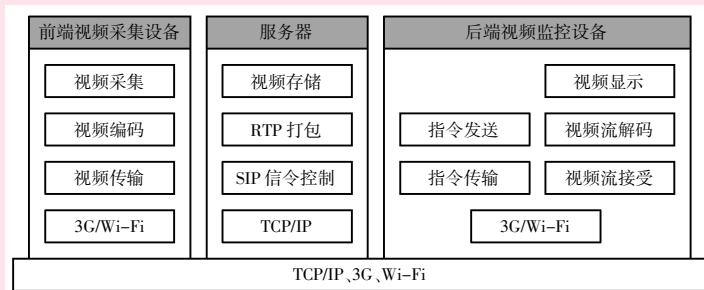 前端视频采集设备
视频采集
视频编码
视频传输
3G/Wi-Fi
服务器
视频存储
RTP 打包
SIP 信令控制
TCP/IP
后端视频监控设备
视频显示
指令发送
视频流解码
指令传输
视频流接受
3G/Wi-Fi
TCP/IP、3G、Wi-Fi